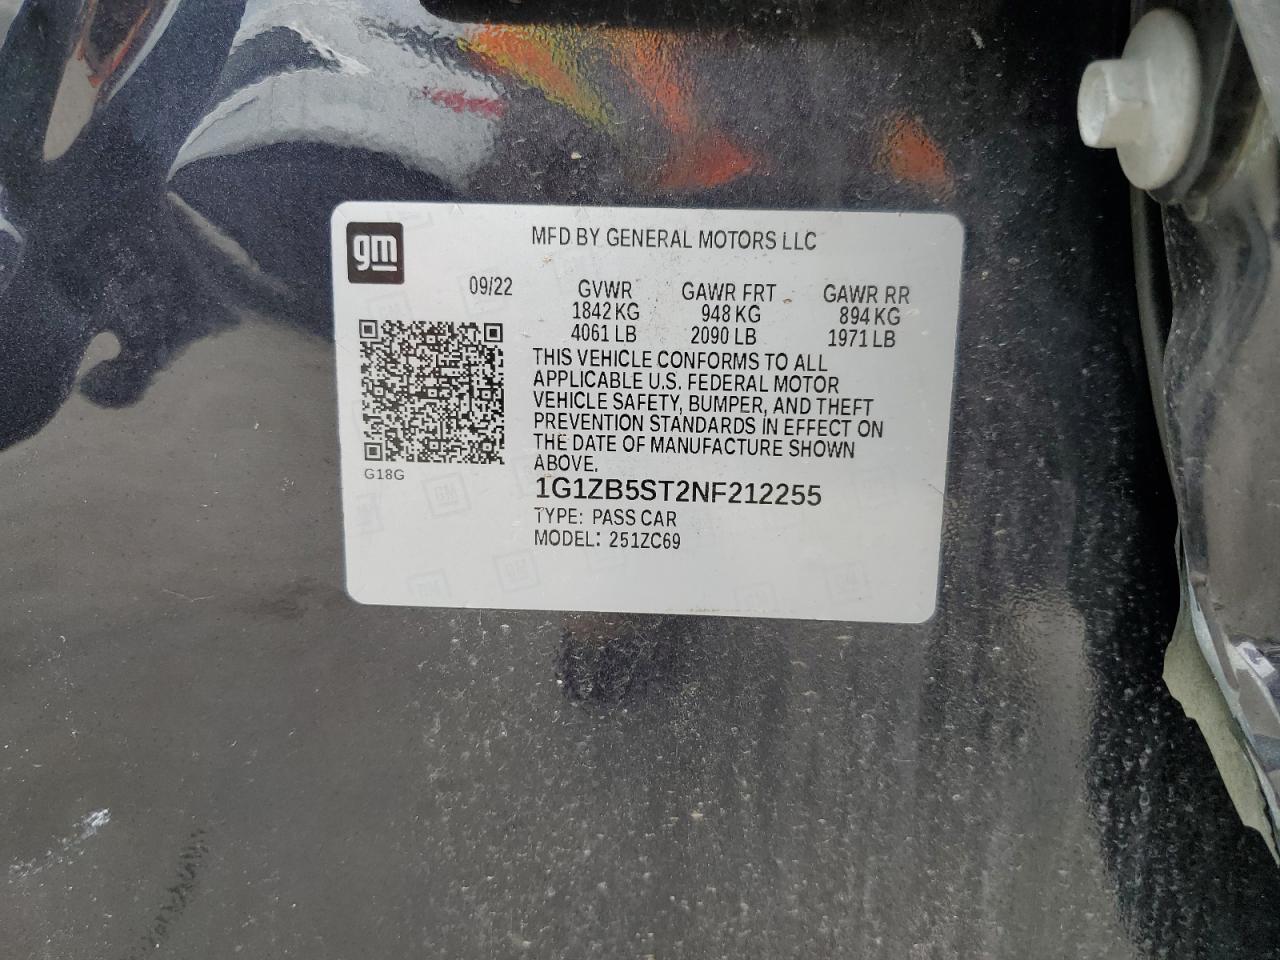 gm
MFD BY GENERAL MOTORS LLC
09/22 GVWR GAWR FRT GAWR RR
1842 KG 948 KG 894 KG
4061 LB 2090 LB 1971 LB
THIS VEHICLE CONFORMS TO ALL
APPLICABLE U.S. FEDERAL MOTOR
VEHICLE SAFETY, BUMPER, AND THEFT
PREVENTION STANDARDS IN EFFECT ON
THE DATE OF MANUFACTURE SHOWN
ABOVE.
G18G
1G1ZB5ST2NF212255
TYPE: PASS CAR
MODEL: 251ZC69